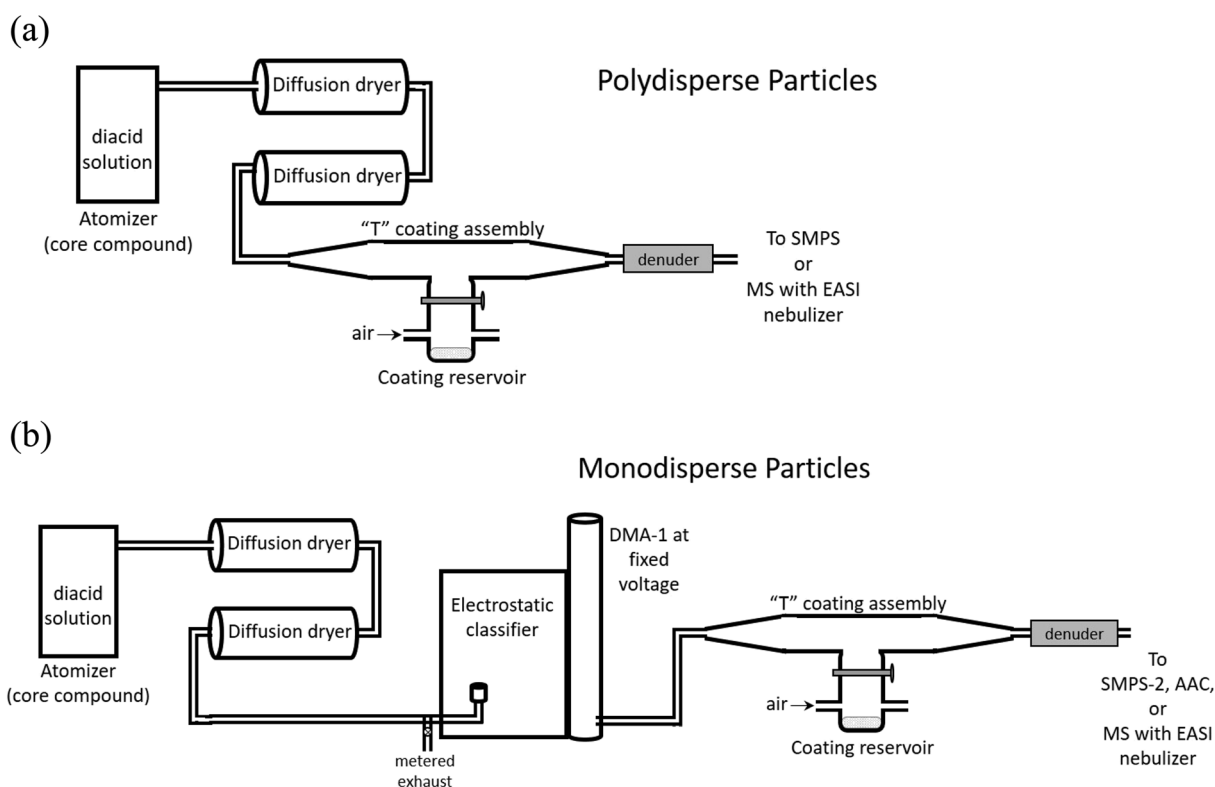 (a)
Polydisperse Particles
diacid
solution
Atomizer
(core compound)
Diffusion dryer
Diffusion dryer
“T” coating assembly
denuder
To SMPS
or
MS with EASI
nebulizer
air
Coating reservoir
(b)
Monodisperse Particles
diacid
solution
Atomizer
(core compound)
Diffusion dryer
Diffusion dryer
metered
exhaust
Electrostatic
classifier
DMA-1 at
fixed
voltage
“T” coating assembly
denuder
air
Coating reservoir
To
SMPS-2, AAC,
or
MS with EASI
nebulizer